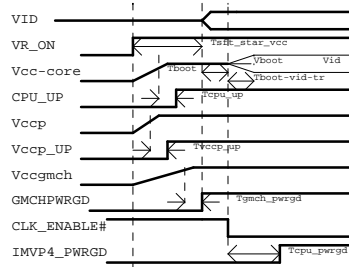 VID
VR_ON
Tsft_star_vcc
Vcc-core
Tboot
Vboot
Vid
Tboot-vid-tr
CPU_UP
Tcpu_up
Vccp
Vccp_UP
Tvccp_up
Vccgmch
GMCHPWRGD
Tgmch_pwrgd
CLK_ENABLE#
IMVP4_PWRGD
Tcpu_pwrgd